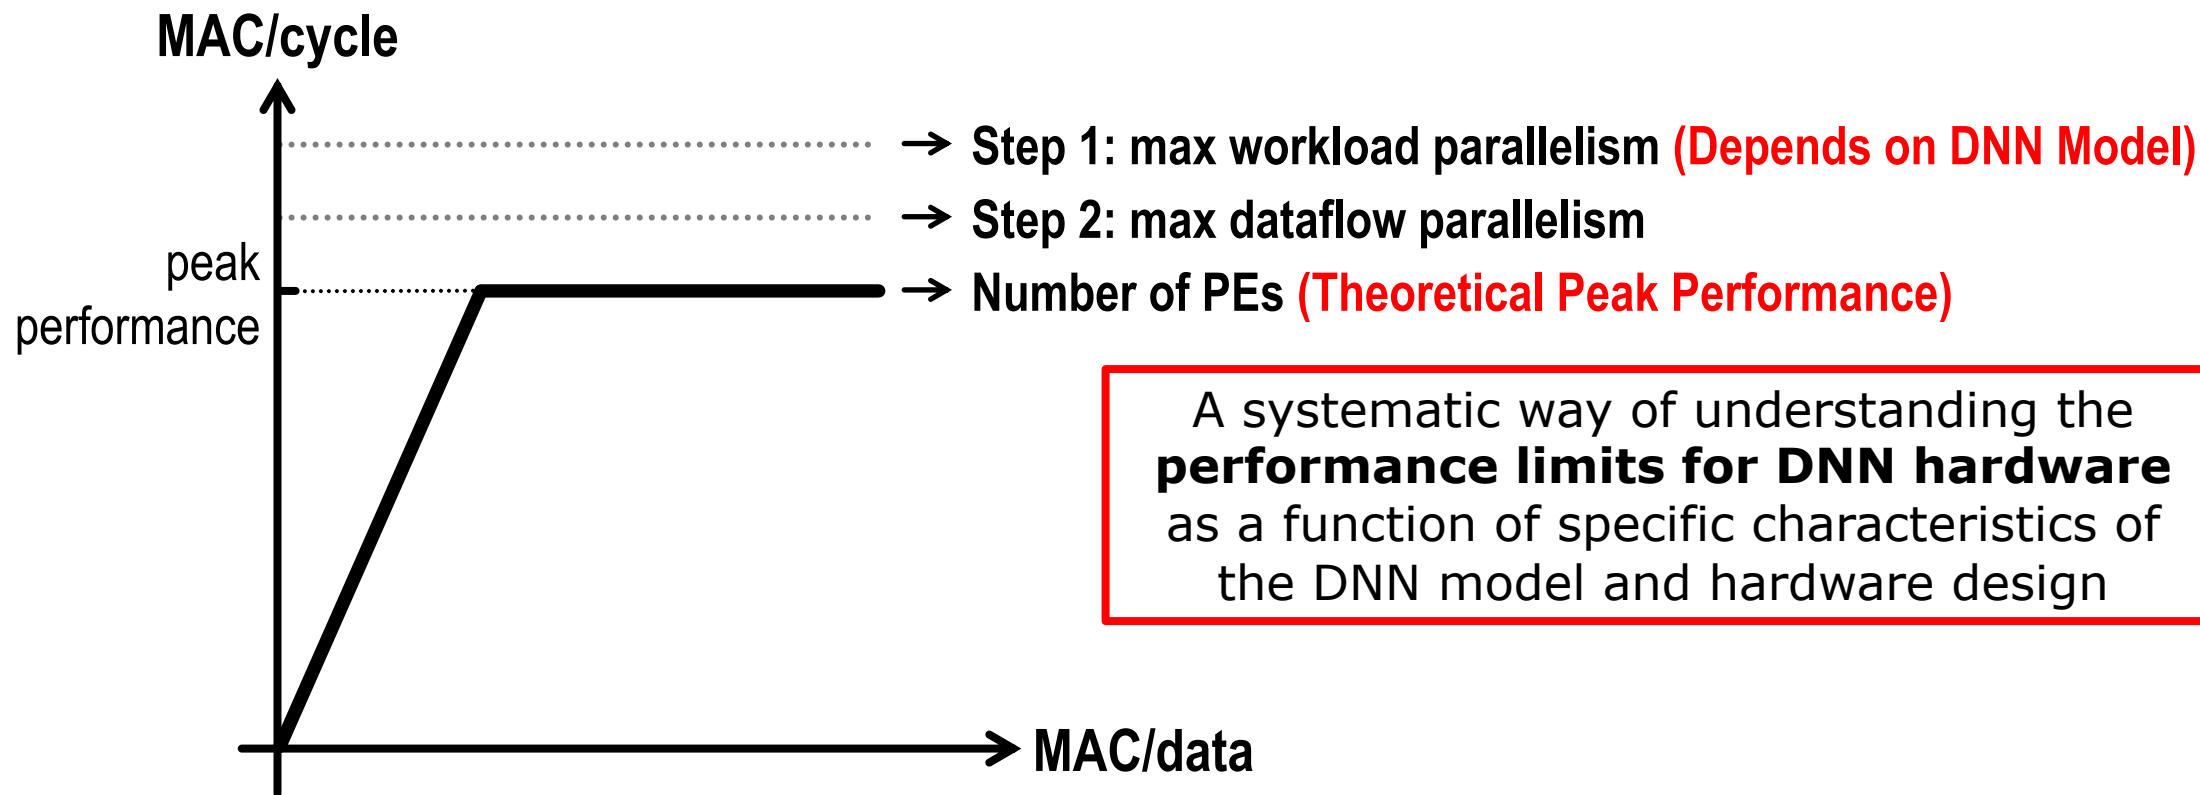 MAC/cycle
Step 1: max workload parallelism (Depends on DNN Model)
Step 2: max dataflow parallelism
peak
performance
Number of PEs (Theoretical Peak Performance)
A systematic way of understanding the
performance limits for DNN hardware
as a function of specific characteristics of
the DNN model and hardware design
MAC/data